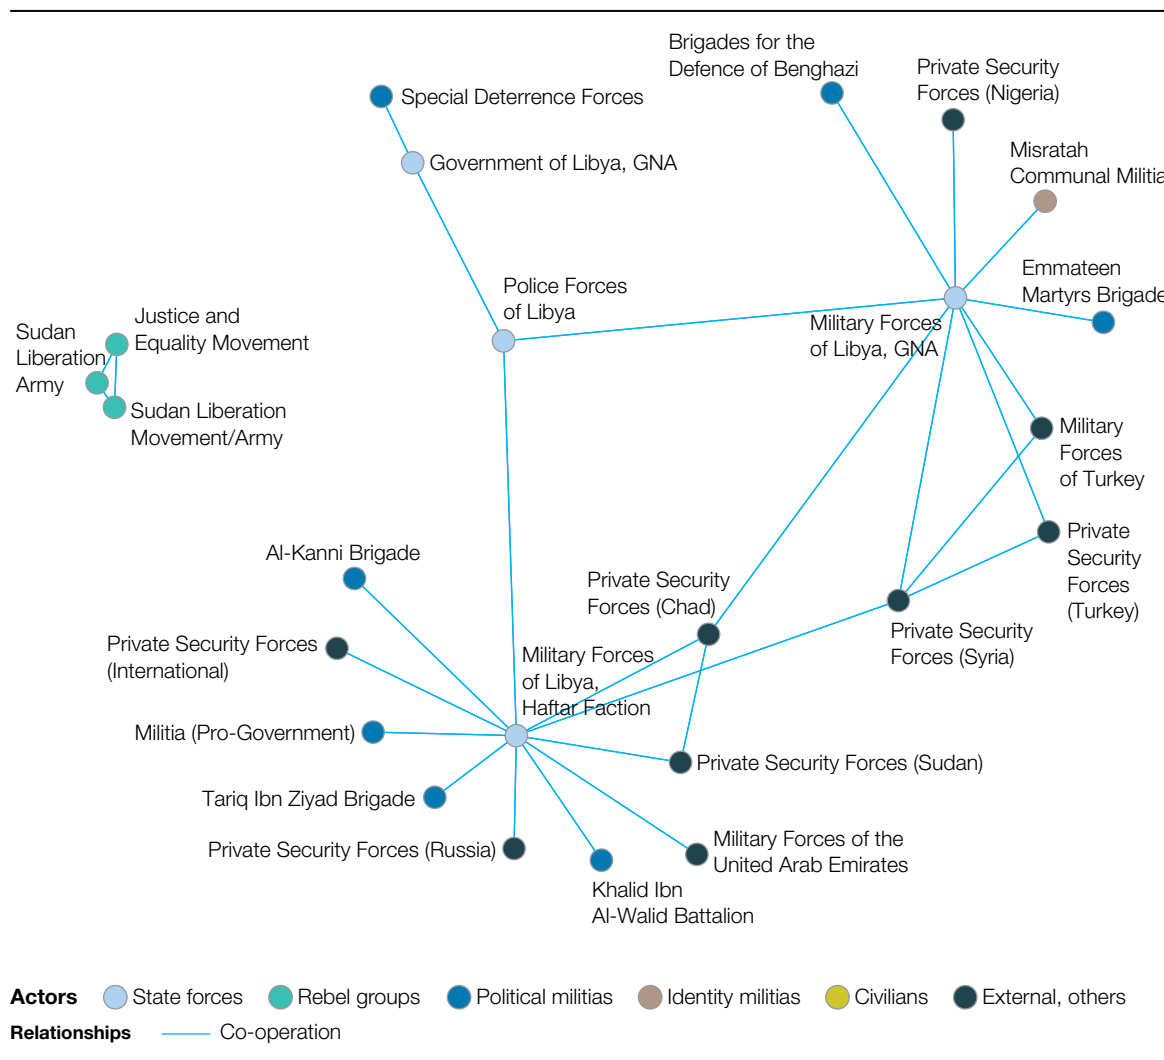 Brigades for the
Defence of Benghazi
Private Security
Forces (Nigeria)
Special Deterrence Forces
Misratah
Communal Militia
Government of Libya, GNA
Emmateen
Martyrs Brigade
Police Forces
of Libya
Military Forces
of Libya, GNA
Justice and
Equality Movement
Sudan
Liberation
Army
Sudan Liberation
Movement/Army
Military
Forces
of Turkey
Private
Security
Forces
(Turkey)
Al-Kanni Brigade
Private Security
Forces (Chad)
Private Security
Forces (Syria)
Private Security Forces
(International)
Military Forces
of Libya,
Haftar Faction
Militia (Pro-Government)
Private Security Forces (Sudan)
Tariq Ibn Ziyad Brigade
Private Security Forces (Russia)
Military Forces of the
United Arab Emirates
Khalid Ibn
Al-Walid Battalion
Actors State forces Rebel groups Political militias Identity militias Civilians External, others
Relationships Co-operation